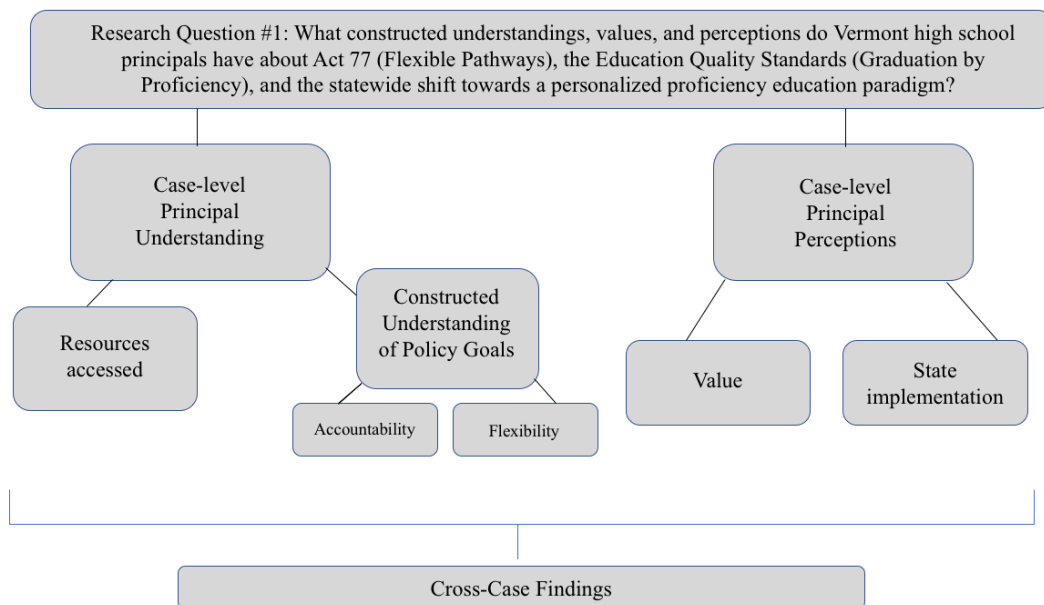 Research Question #1: What constructed understandings, values, and perceptions do Vermont high school
principals have about Act 77 (Flexible Pathways), the Education Quality Standards (Graduation by
Proficiency), and the statewide shift towards a personalized proficiency education paradigm?
Case-level
Principal
Understanding
Case-level
Principal
Perceptions
Resources
accessed
Constructed
Understanding
of Policy Goals
Value
State
implementation
Accountability
Flexibility
Cross-Case Findings